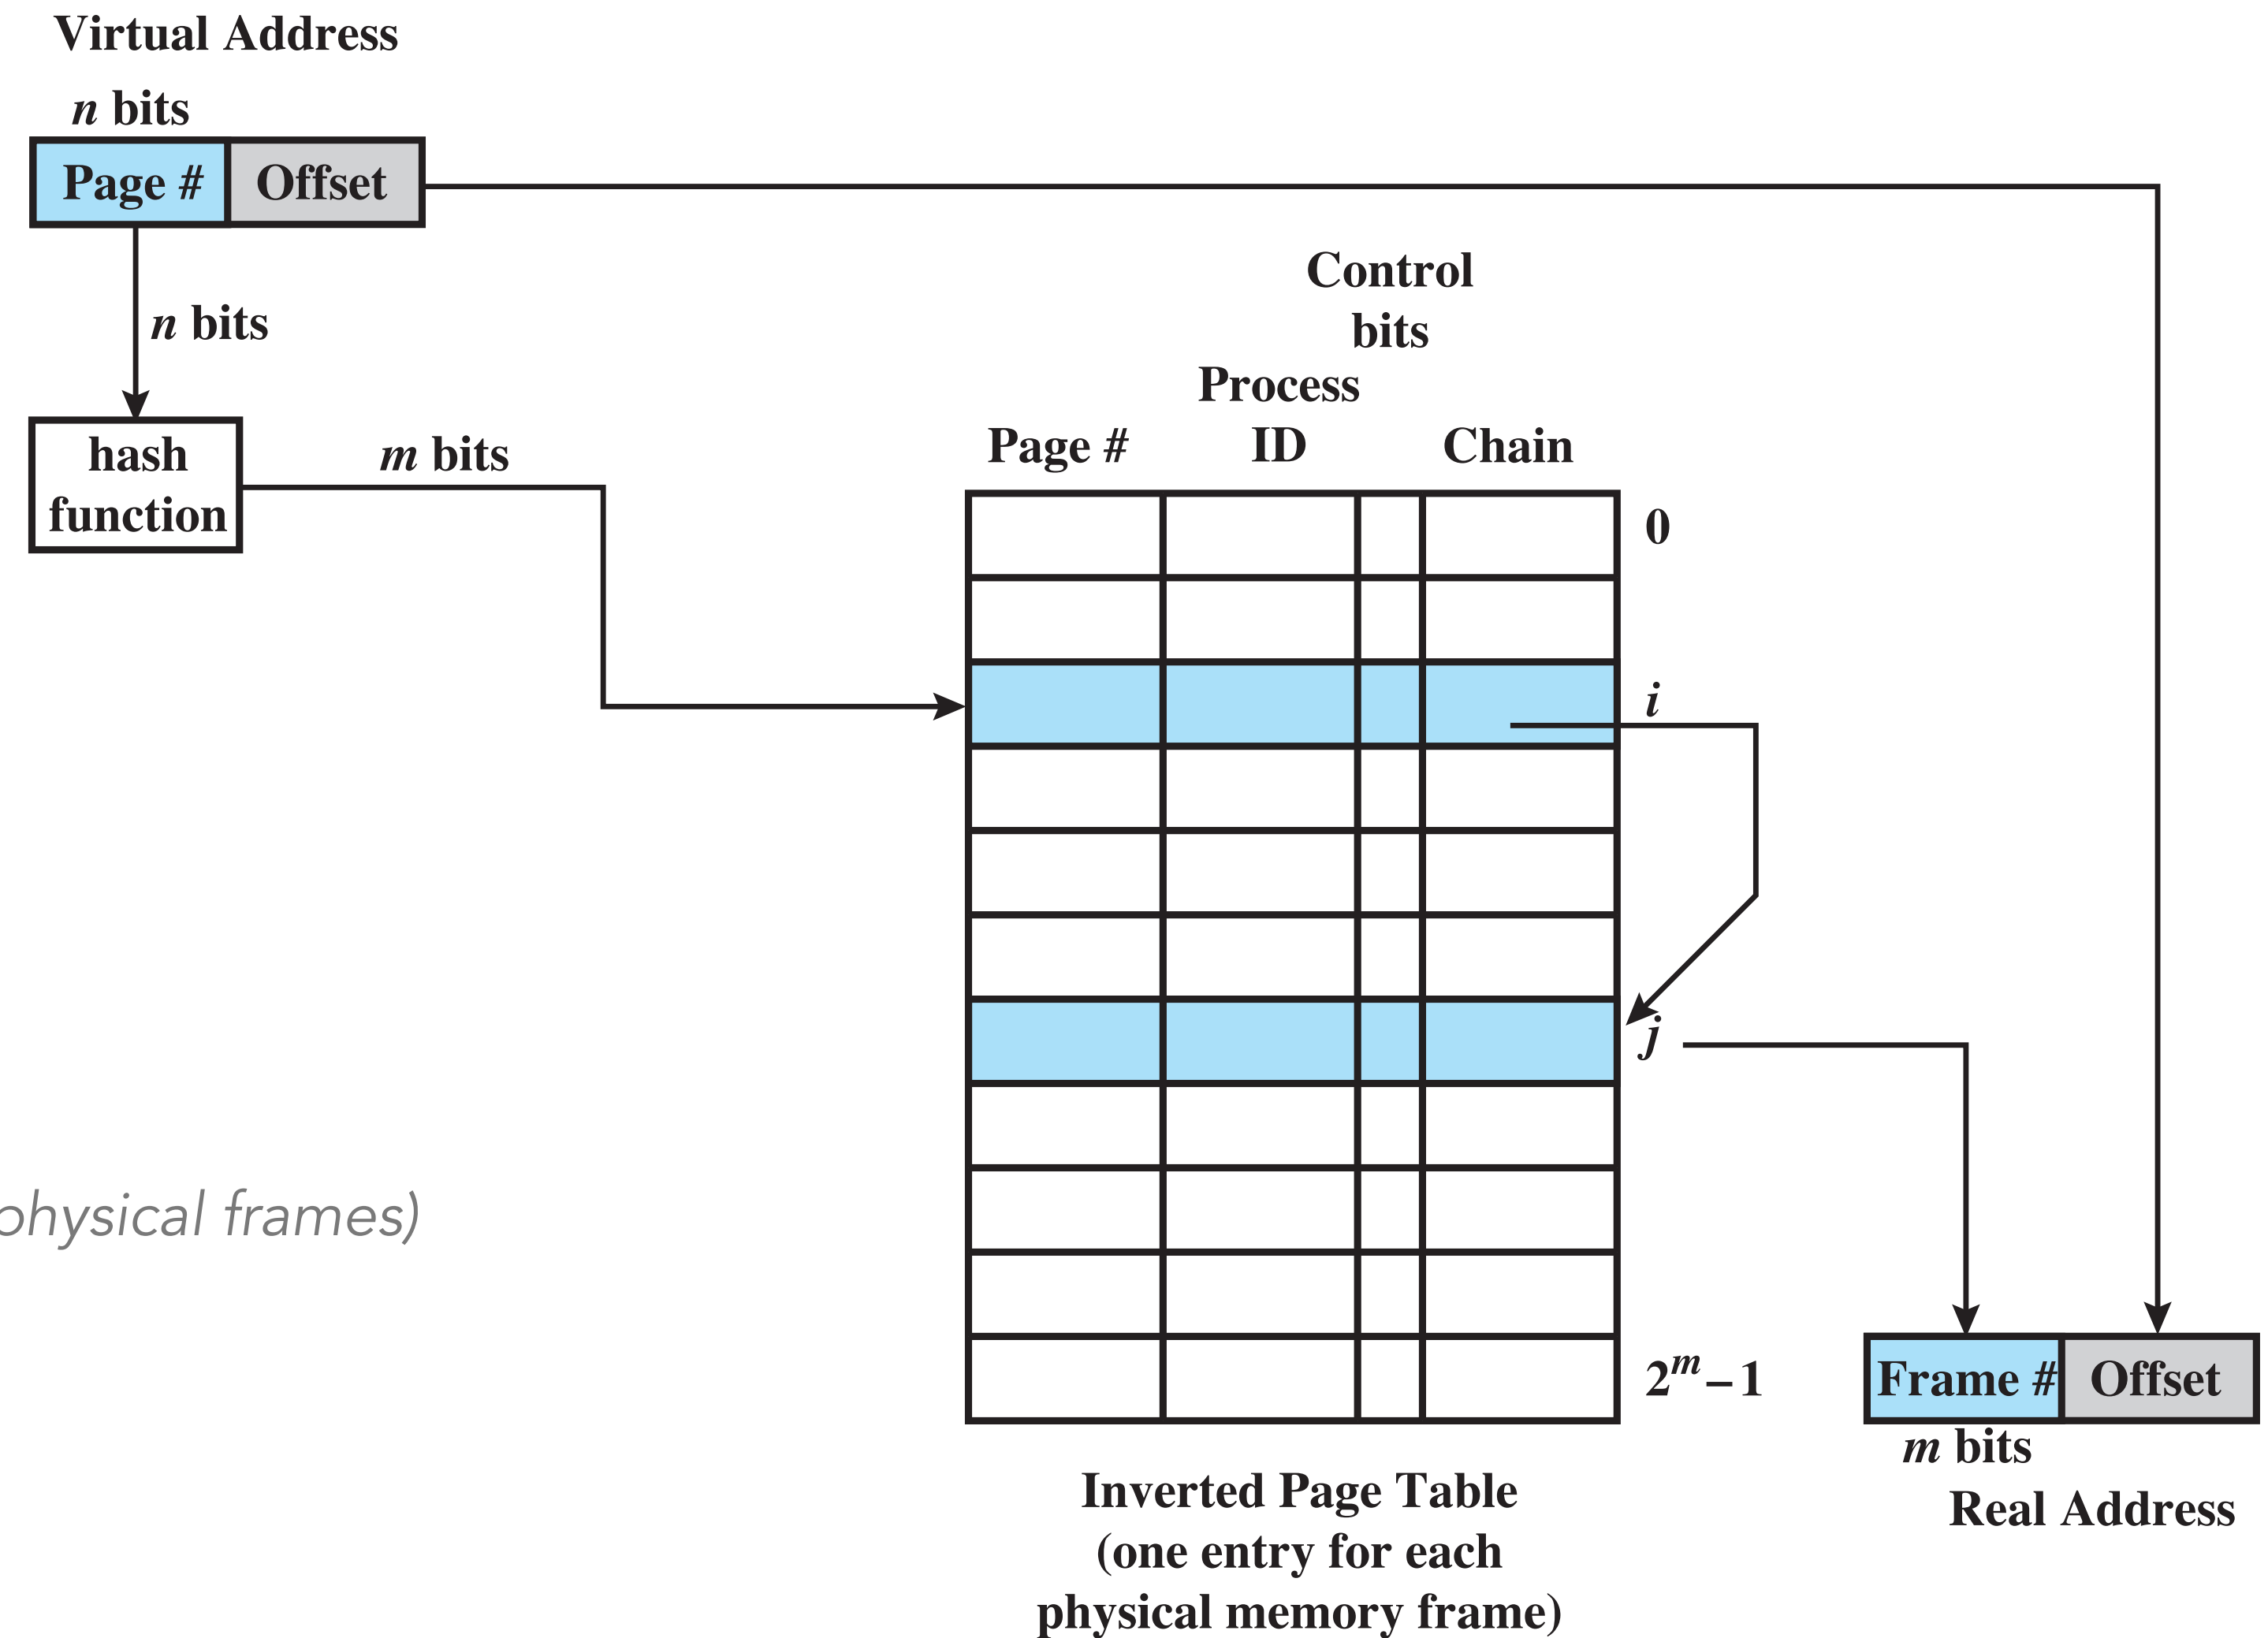 Virtual Address
n bits
Page # Offset
n bits
hash
function
m bits
Control
bits
Process
Page # ID Chain
0
i
j
physical frames)
2^m − 1
Frame # Offset
m bits
Real Address
Inverted Page Table
(one entry for each
physical memory frame)